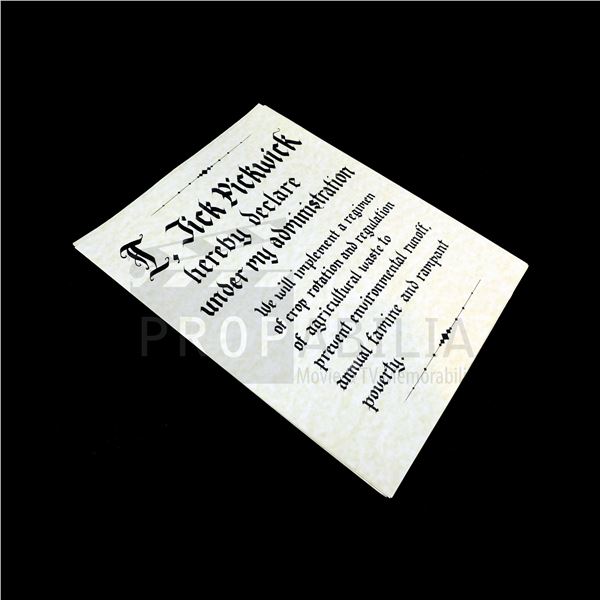 I, Jick Pickwick
hereby declare
under my administration
we will implement a regimen
of crop rotation and regulation
of agricultural waste to
prevent environmental runoff,
annual famine and rampant
poverty.
PROPABILIA
Movie & TV Memorabilia